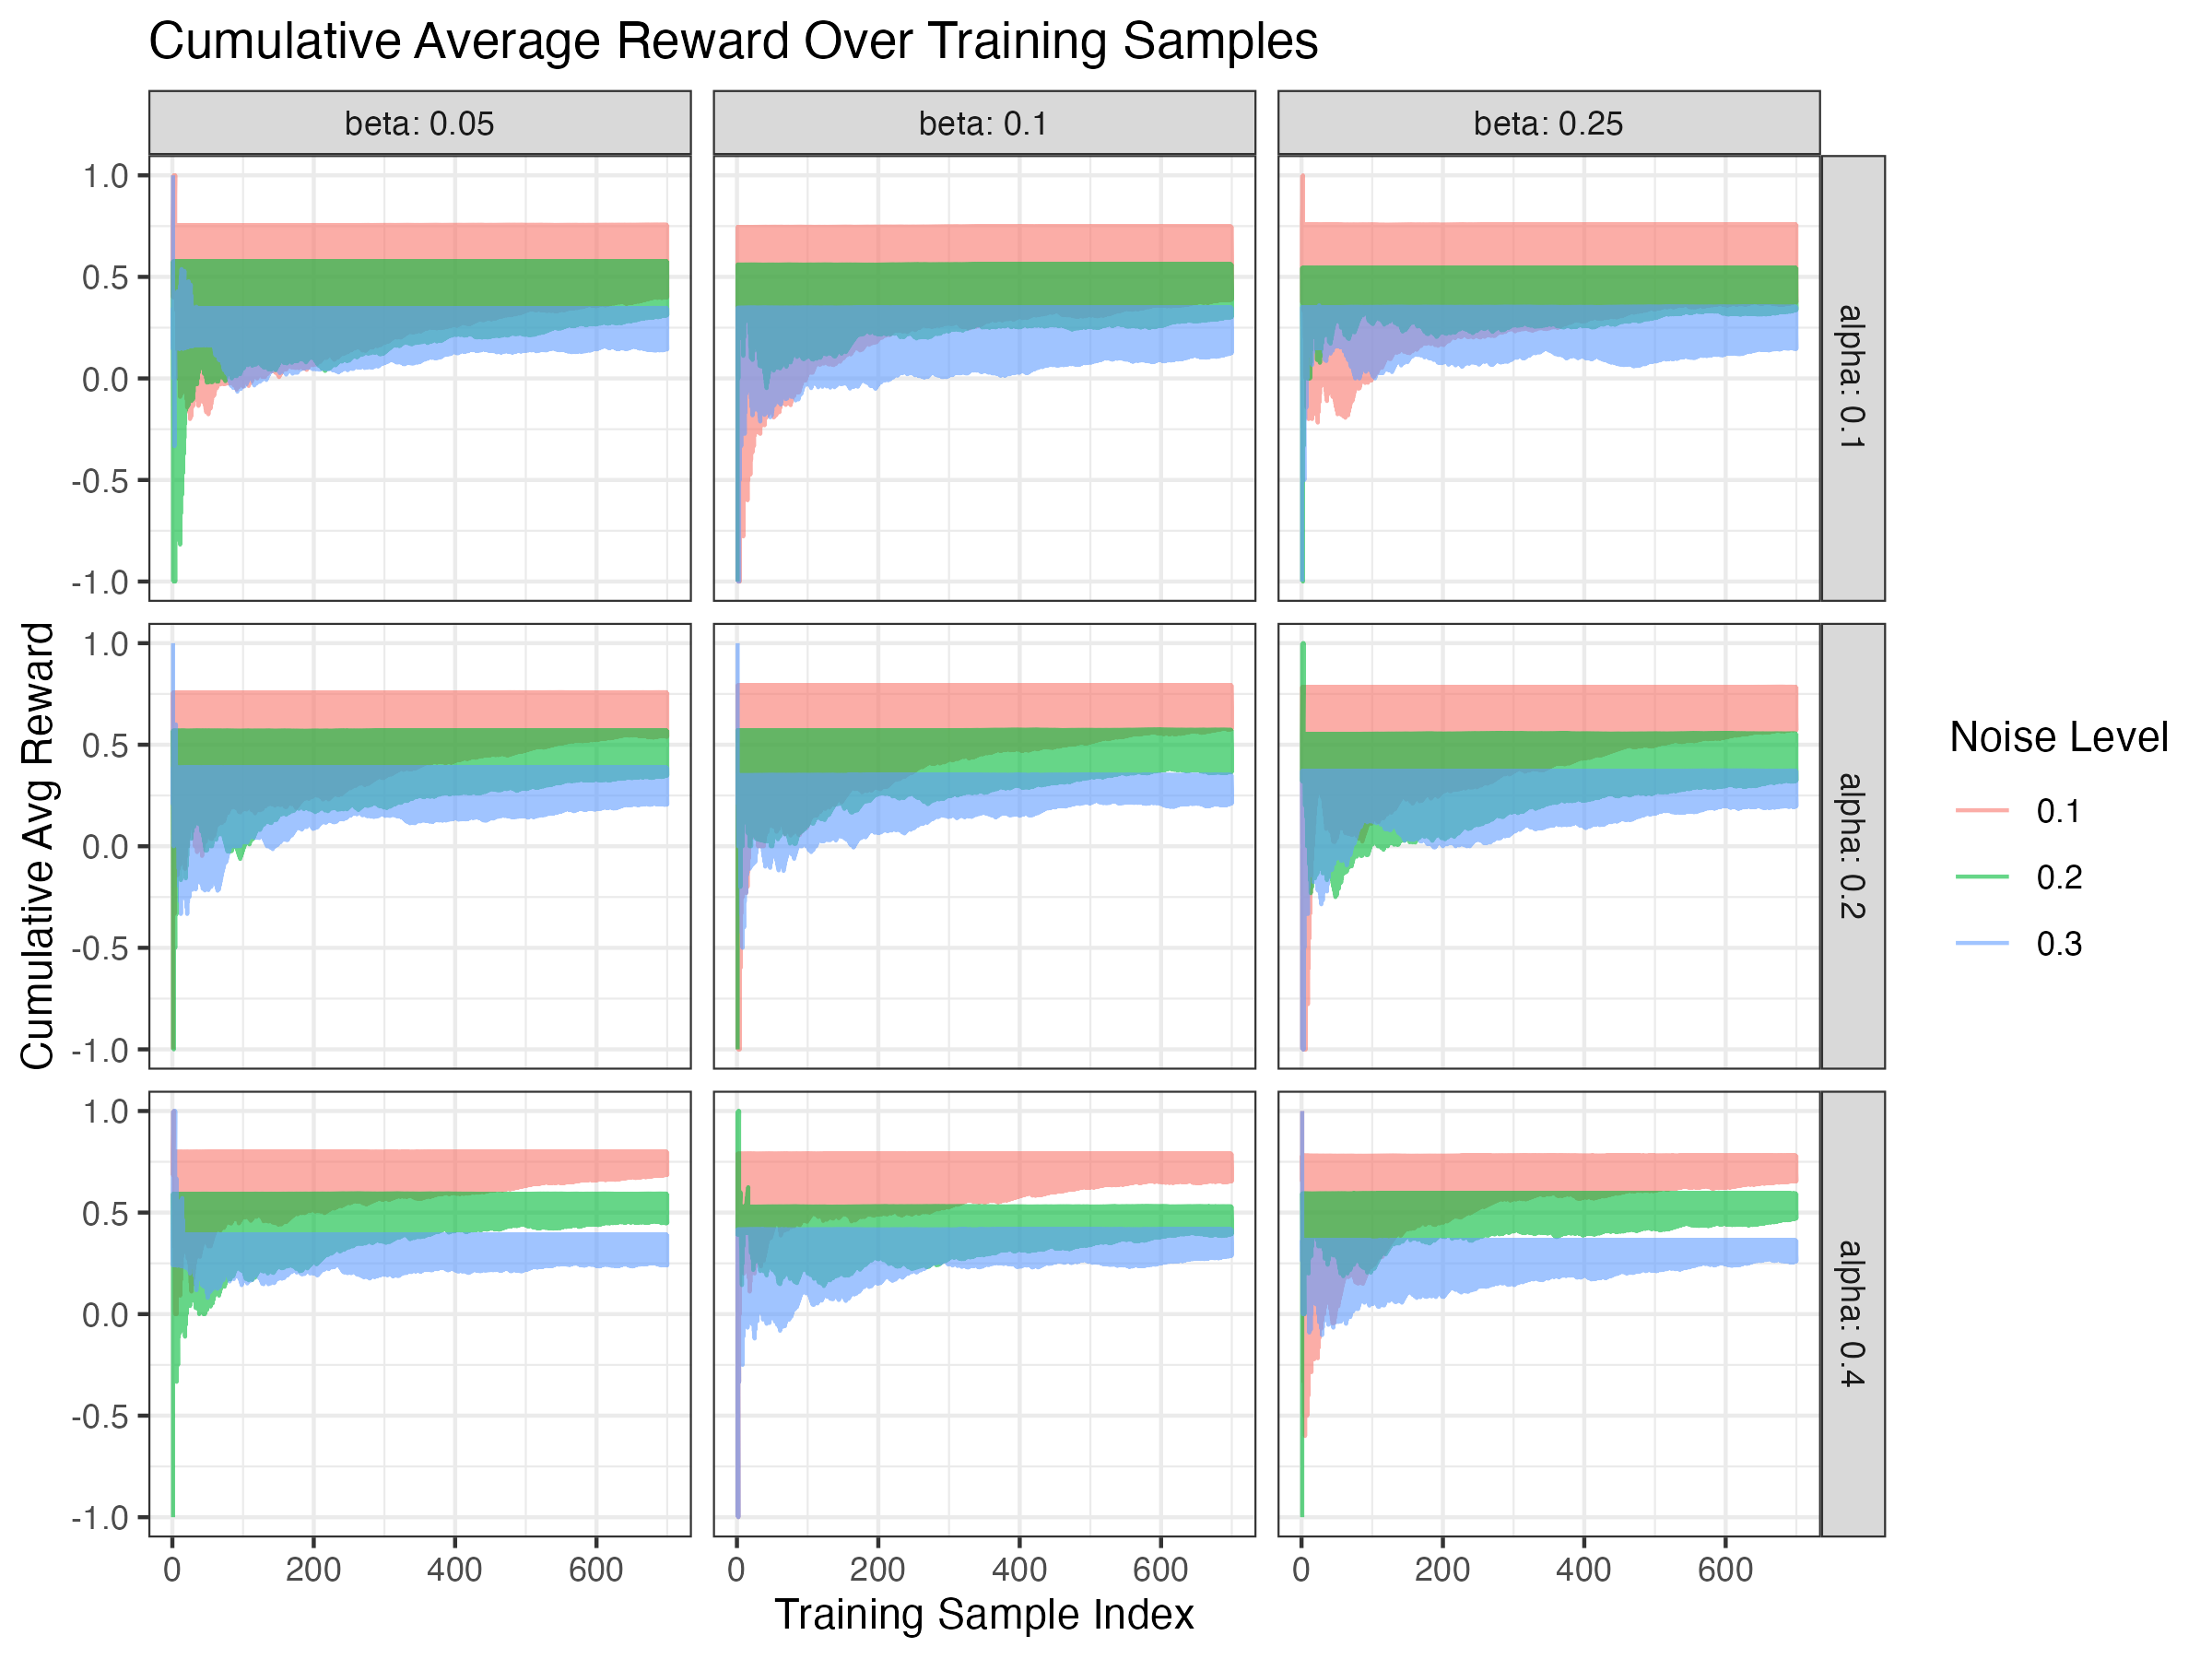 Cumulative Average Reward Over Training Samples
beta: 0.05
beta: 0.1
beta: 0.25
1.0
0.5
0.0
-0.5
-1.0
alpha: 0.1
1.0
0.5
0.0
-0.5
-1.0
alpha: 0.2
1.0
0.5
0.0
-0.5
-1.0
alpha: 0.4
Cumulative Avg Reward
0 200 400 600
0 200 400 600
0 200 400 600
Training Sample Index
Noise Level
0.1
0.2
0.3